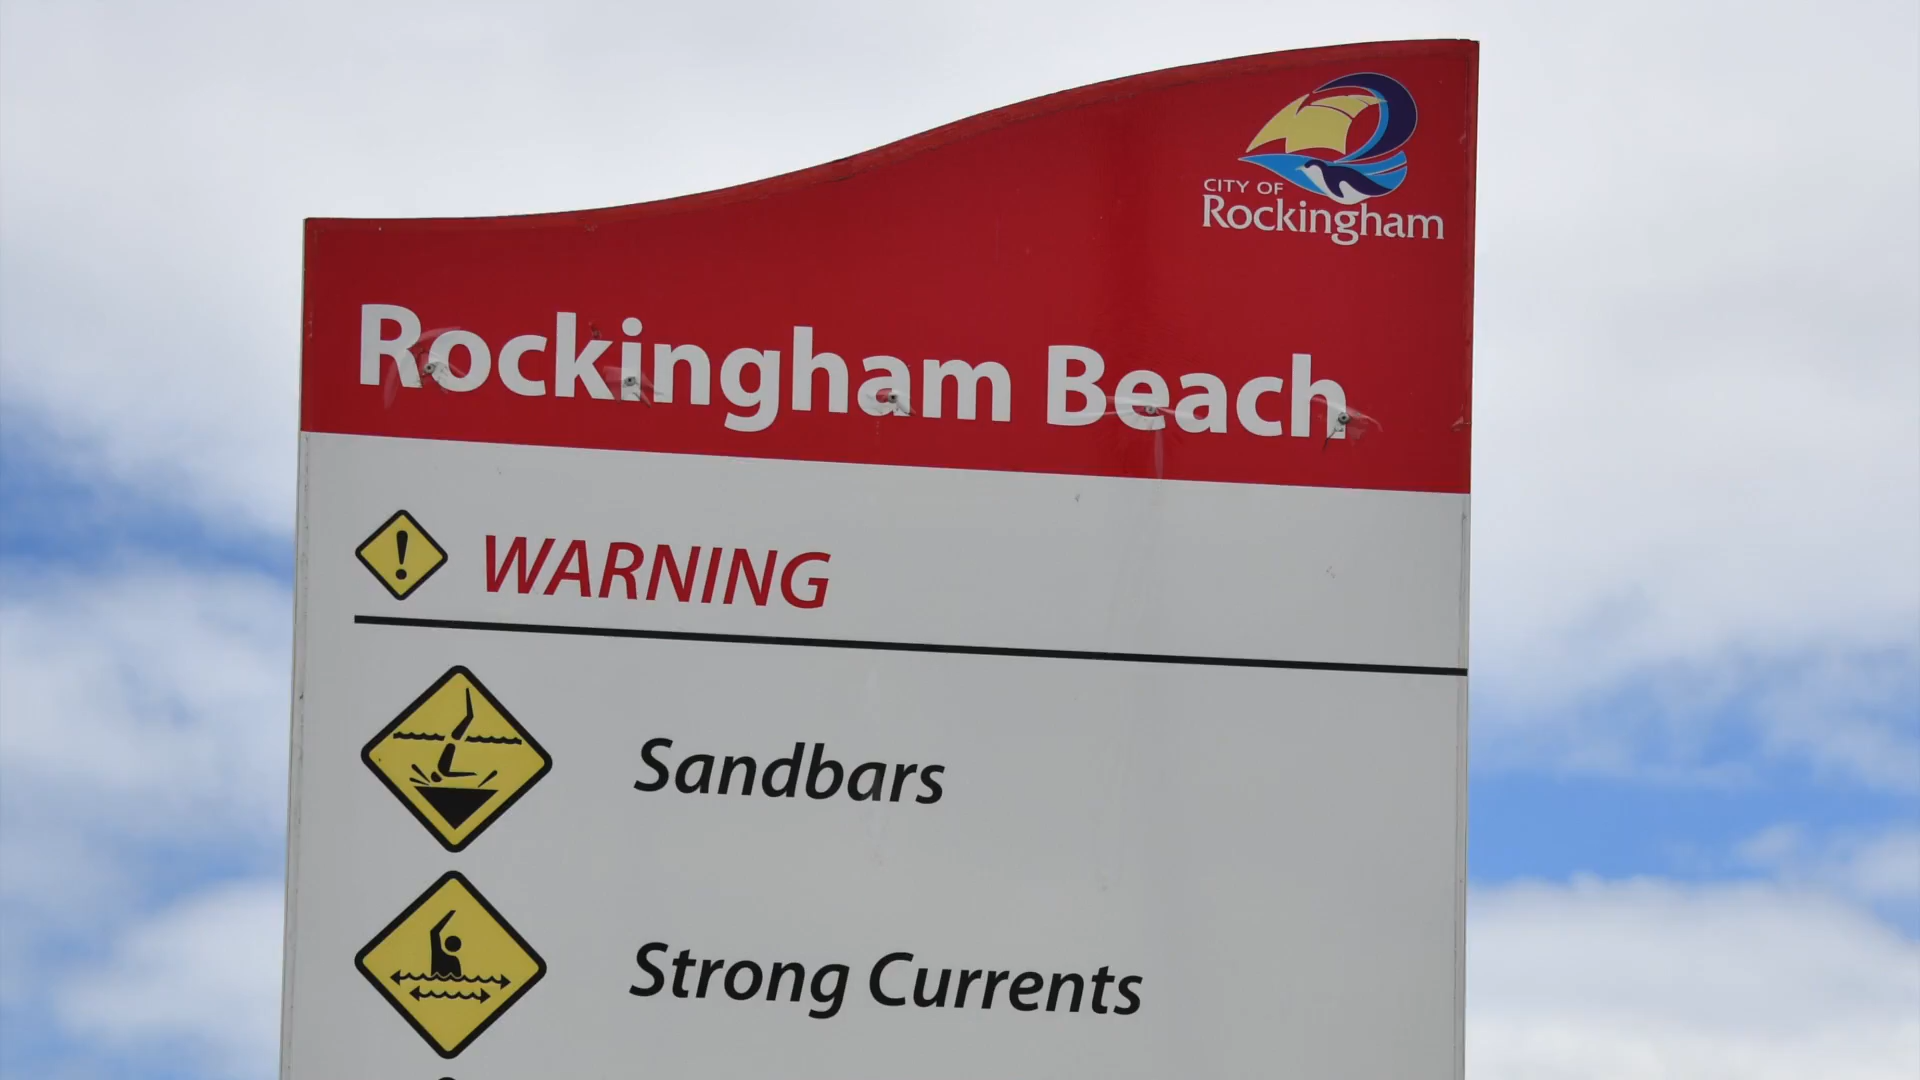 CITY OF
Rockingham
Rockingham Beach
! WARNING
Sandbars
Strong Currents